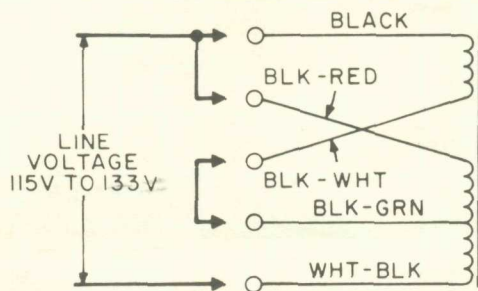 BLACK
BLK-RED
LINE
VOLTAGE
115V TO 133V
BLK-WHT
BLK-GRN
WHT-BLK